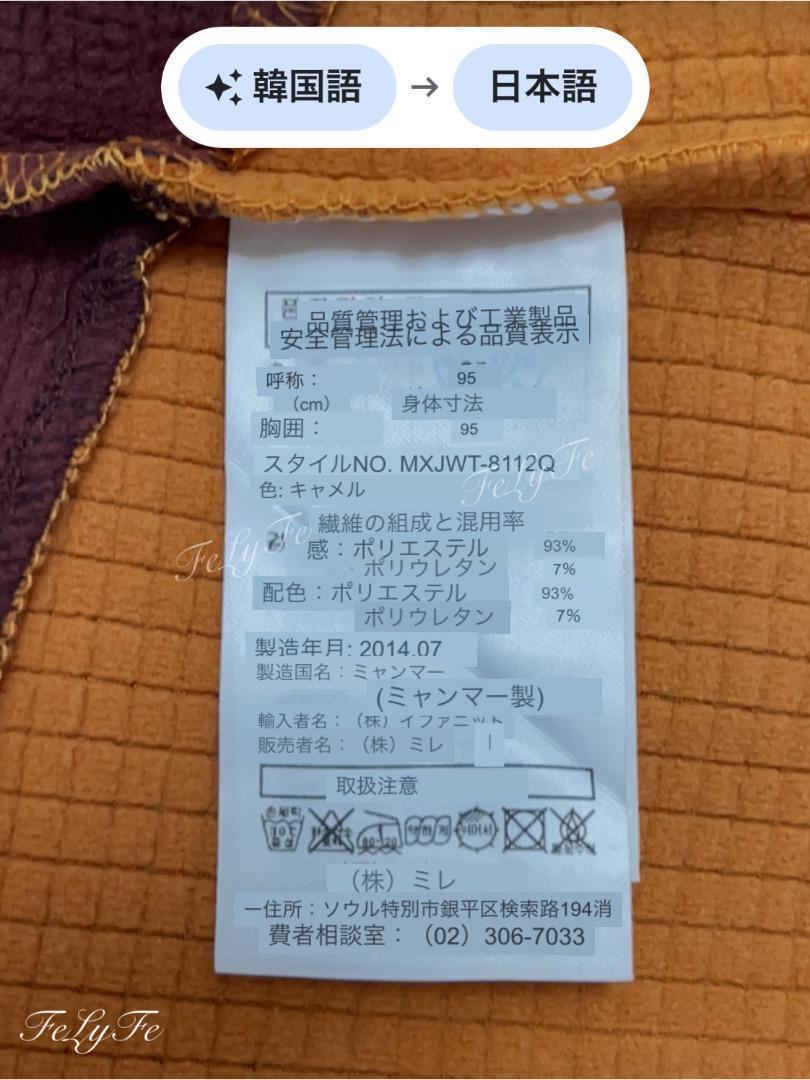 韓国語 → 日本語
品質管理および工業製品
安全管理法による品質表示
呼称： 95
（cm） 身体寸法
胸囲： 95
スタイルNO. MXJWT-8112Q
FeLyFe
色: キャメル
繊維の組成と混用率
FeLyFe
感：ポリエステル 93%
ポリウレタン 7%
配色：ポリエステル 93%
ポリウレタン 7%
製造年月: 2014.07
製造国名：ミャンマー
(ミャンマー製)
輸入者名：（株）イファニット
販売者名：（株）ミレ
取扱注意
손세탁
약하게
（株）ミレ
ー住所：ソウル特別市銀平区検索路194消
費者相談室：（02）306-7033
FeLyFe